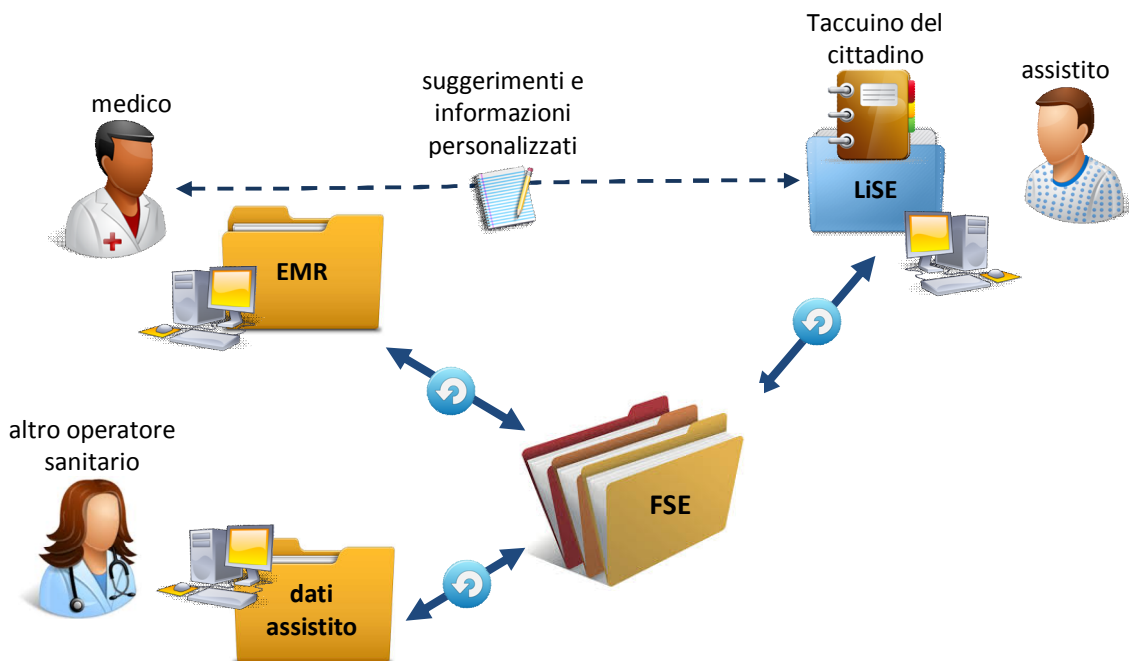 Taccuino del
cittadino
assistito
suggerimenti e
informazioni
personalizzati
medico
LiSE
EMR
altro operatore
sanitario
FSE
dati
assistito